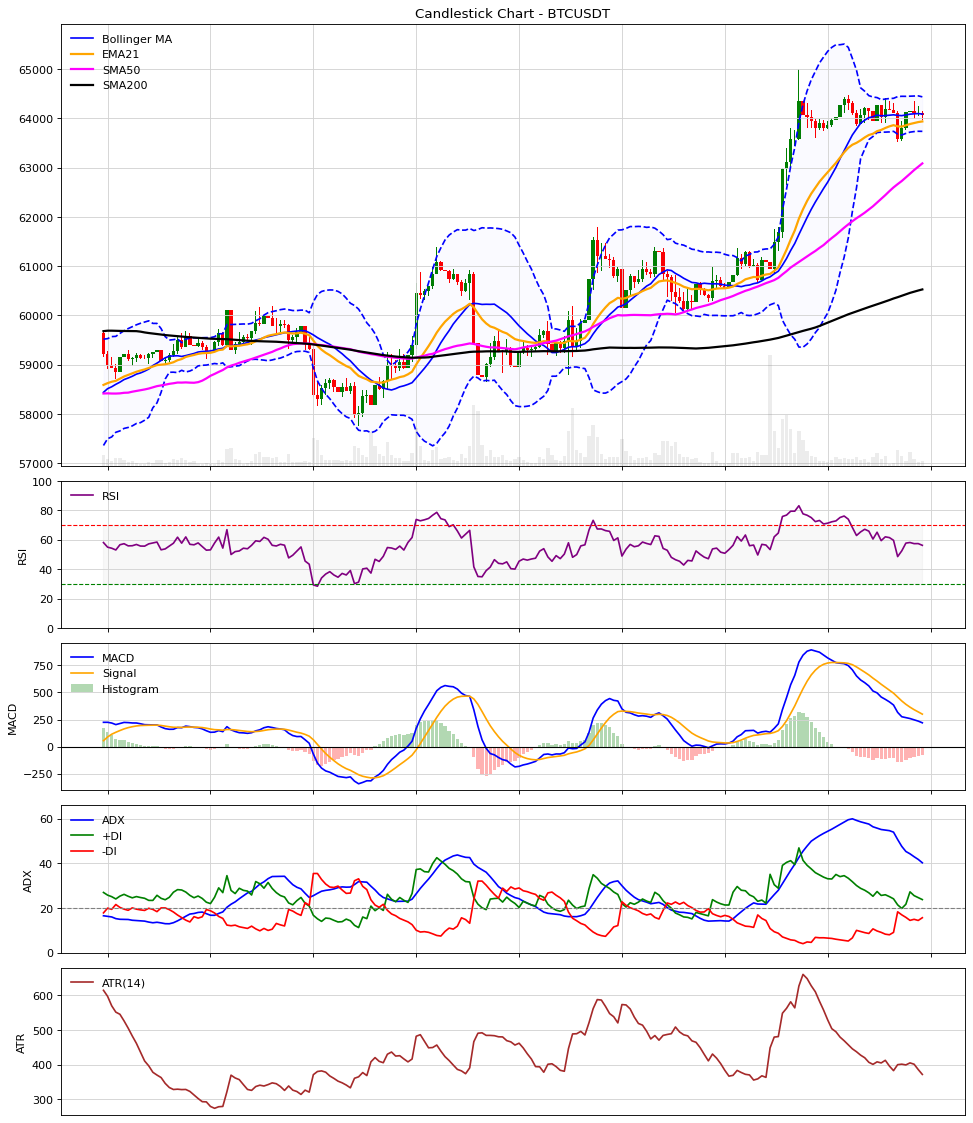 Candlestick Chart - BTCUSDT
Bollinger MA
EMA21
SMA50
SMA200
65000
64000
63000
62000
61000
60000
59000
58000
57000
RSI
RSI
100
80
60
40
20
0
MACD
Signal
Histogram
MACD
750
500
250
0
−250
ADX
+DI
-DI
ADX
60
40
20
0
ATR(14)
ATR
600
500
400
300